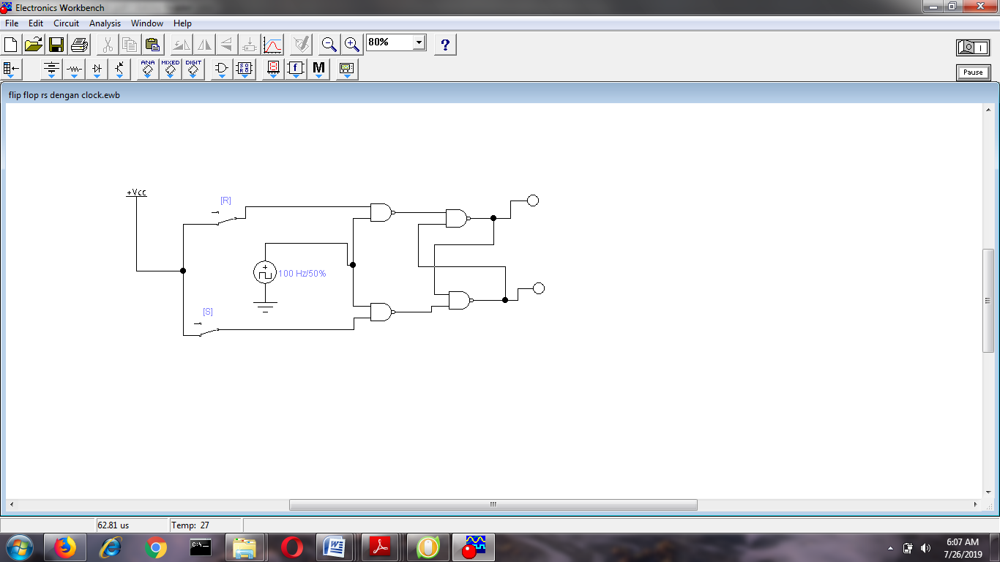 Electronics Workbench
File Edit Circuit Analysis Window Help
80%
?
ANA MIXED DIGIT
f M
Pause
flip flop rs dengan clock.ewb
+Vcc
[R]
100 Hz/50%
[S]
62.81 us Temp: 27
6:07 AM
7/26/2019